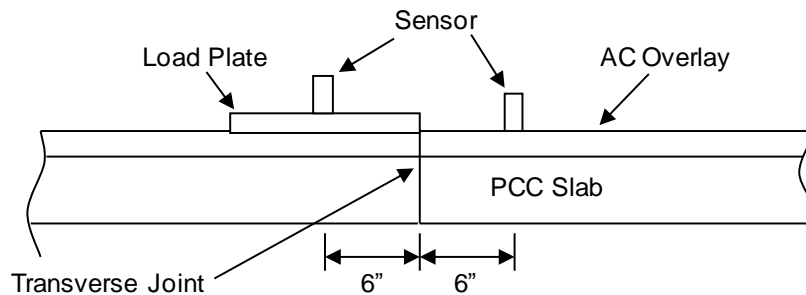 Sensor
Load Plate
AC Overlay
PCC Slab
Transverse Joint
6”
6”